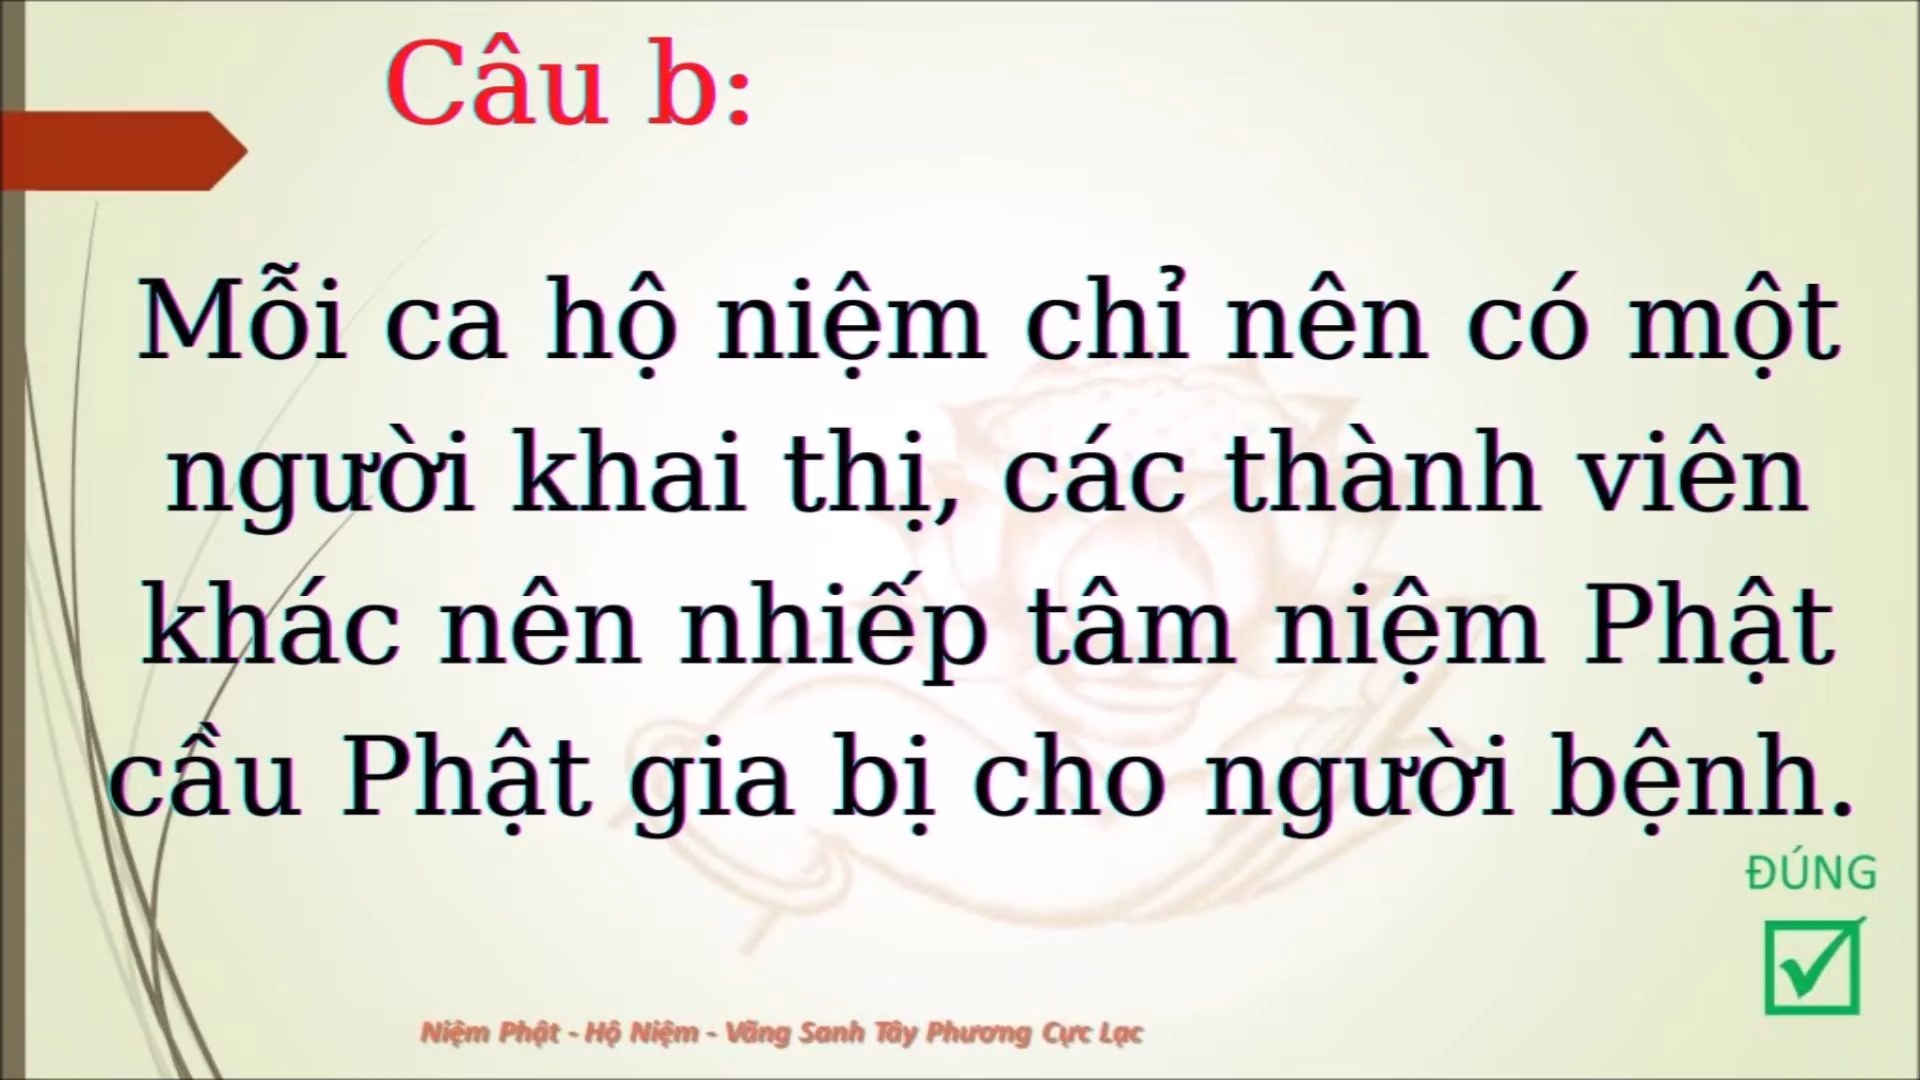 Câu b:
Mỗi ca hộ niệm chỉ nên có một
người khai thị, các thành viên
khác nên nhiếp tâm niệm Phật
cầu Phật gia bị cho người bệnh.
ĐÚNG
Niệm Phật - Hộ Niệm - Vãng Sanh Tây Phương Cực Lạc